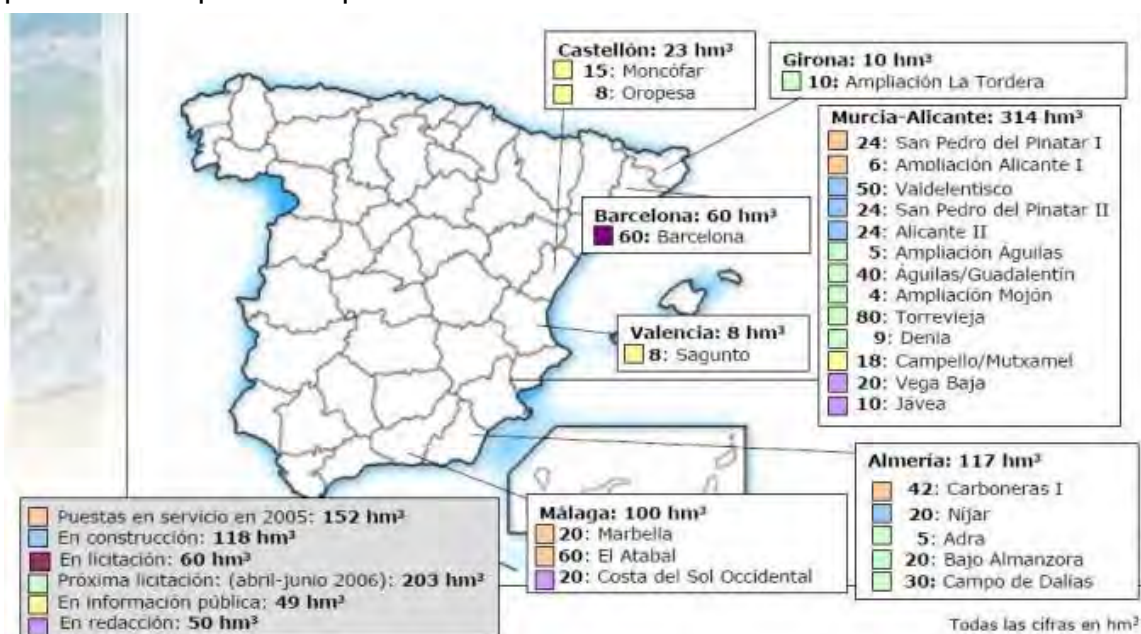 Castellón: 23 hm³
15: Moncófar
8: Oropesa
Girona: 10 hm³
10: Ampliación La Tordera
Murcia-Alicante: 314 hm³
24: San Pedro del Pinatar I
6: Ampliación Alicante I
50: Valdelentisco
24: San Pedro del Pinatar II
24: Alicante II
5: Ampliación Águilas
40: Águilas/Guadalentín
4: Ampliación Mojón
80: Torrevieja
9: Denia
18: Campello/Mutxamel
20: Vega Baja
10: Jávea
Barcelona: 60 hm³
60: Barcelona
Valencia: 8 hm³
8: Sagunto
Almería: 117 hm³
42: Carboneras I
20: Níjar
5: Adra
20: Bajo Almanzora
30: Campo de Dalías
Málaga: 100 hm³
20: Marbella
60: El Atabal
20: Costa del Sol Occidental
Puestas en servicio en 2005: 152 hm³
En construcción: 118 hm³
En licitación: 60 hm³
Próxima licitación: (abril-junio 2006): 203 hm³
En información pública: 49 hm³
En redacción: 50 hm³
Todas las cifras en hm³